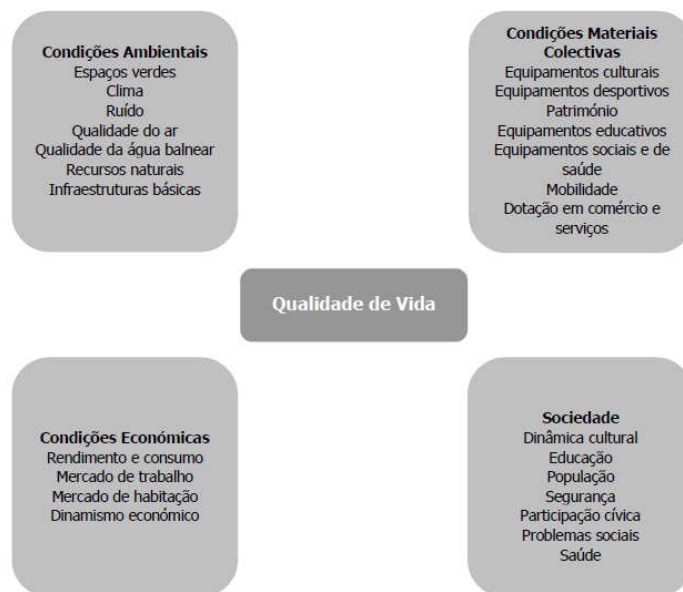 Condições Ambientais
Espaços verdes
Clima
Ruído
Qualidade do ar
Qualidade da água balnear
Recursos naturais
Infraestruturas básicas
Condições Materiais
Colectivas
Equipamentos culturais
Equipamentos desportivos
Património
Equipamentos educativos
Equipamentos sociais e de
saúde
Mobilidade
Dotação em comércio e
serviços
Qualidade de Vida
Condições Económicas
Rendimento e consumo
Mercado de trabalho
Mercado de habitação
Dinamismo económico
Sociedade
Dinâmica cultural
Educação
População
Segurança
Participação cívica
Problemas sociais
Saúde